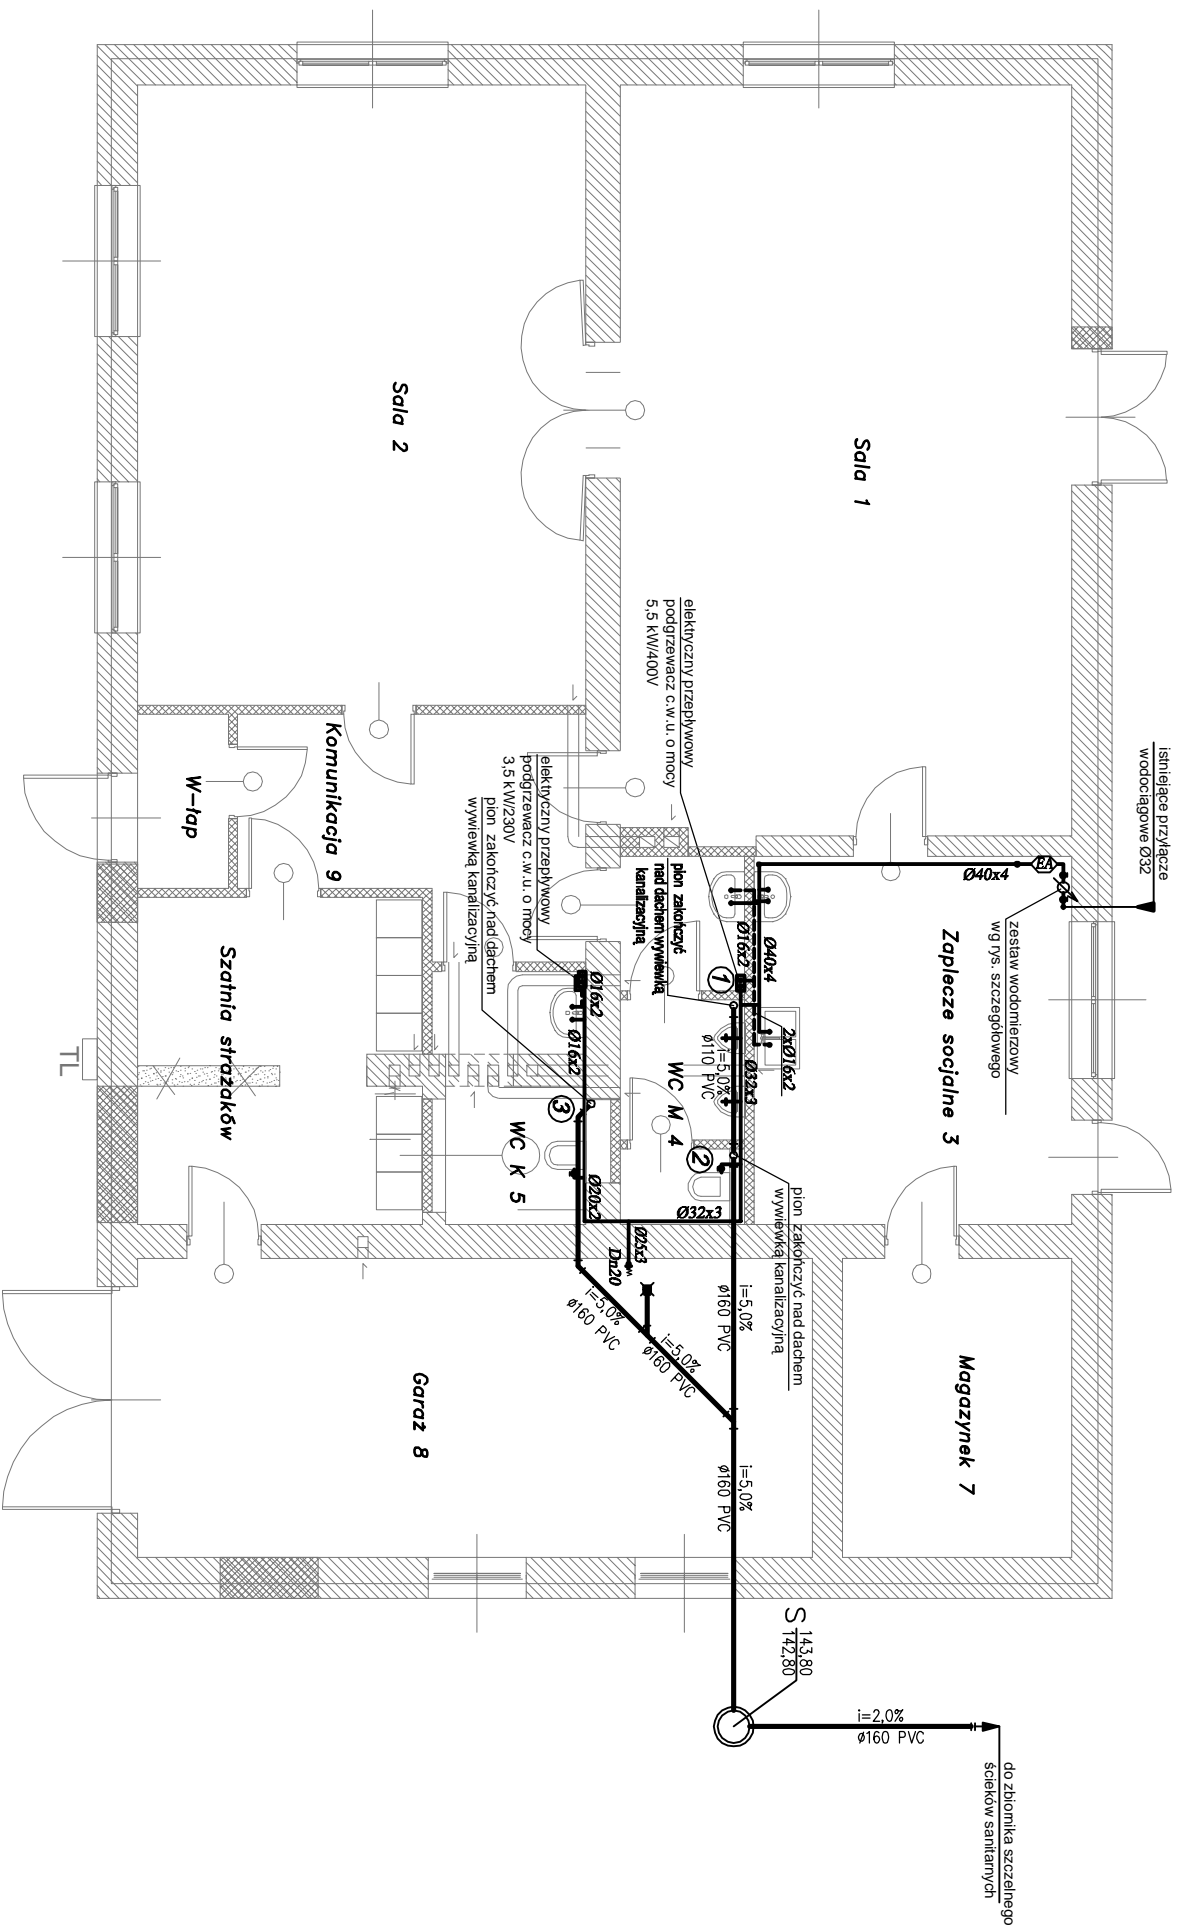 istniejące przyłącze
wodociągowe Ø32
EA
Ø40x4
zestaw wodomierzowy
wg rys. szczegółowego
Zaplecze socjalne 3
Magazynek 7
do zbiornika szczelnego
ścieków sanitarnych
i=2,0%
ø160 PVC
Sala 1
Sala 2
elektryczny przepływowy
podgrzewacz c.w.u. o mocy
5,5 kW/400V
Ø40x4
Ø16x2
1
2xØ16x2
Ø32x3
pion zakończyć
nad dachem wywiewką
kanalizacyjną
i=5,0%
ø110 PVC
WC M 4
2
pion zakończyć nad dachem
wywiewką kanalizacyjną
Ø32x3
i=5,0%
ø160 PVC
i=5,0%
ø160 PVC
S 143,80
142,80
elektryczny przepływowy
podgrzewacz c.w.u. o mocy
3,5 kW/230V
pion zakończyć nad dachem
wywiewką kanalizacyjną
Ø16x2
Ø16x2
3
Ø20x2
WC K 5
Ø25x3
Dn20
i=5,0%
ø160 PVC
i=5,0%
ø160 PVC
Komunikacja 9
W-łap
Szatnia strażaków
Garaż 8
TL